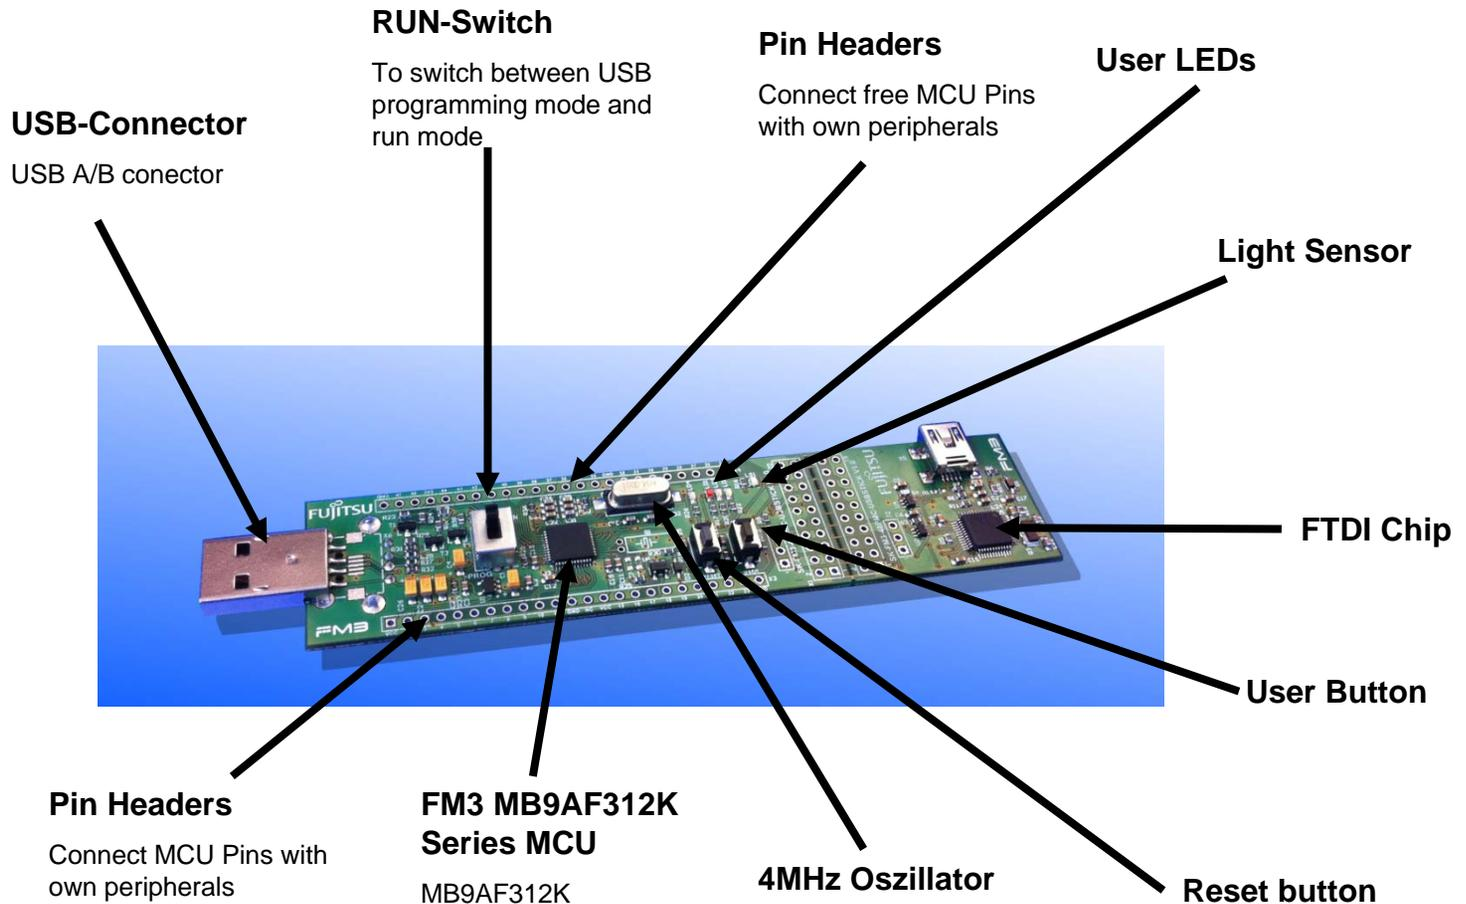 RUN-Switch
To switch between USB
programming mode and
run mode
Pin Headers
Connect free MCU Pins
with own peripherals
User LEDs
USB-Connector
USB A/B conector
Light Sensor
FUJITSU
FM3
PROG
FUJITSU
FM3
FTDI Chip
User Button
Pin Headers
Connect MCU Pins with
own peripherals
FM3 MB9AF312K
Series MCU
MB9AF312K
4MHz Oszillator
Reset button